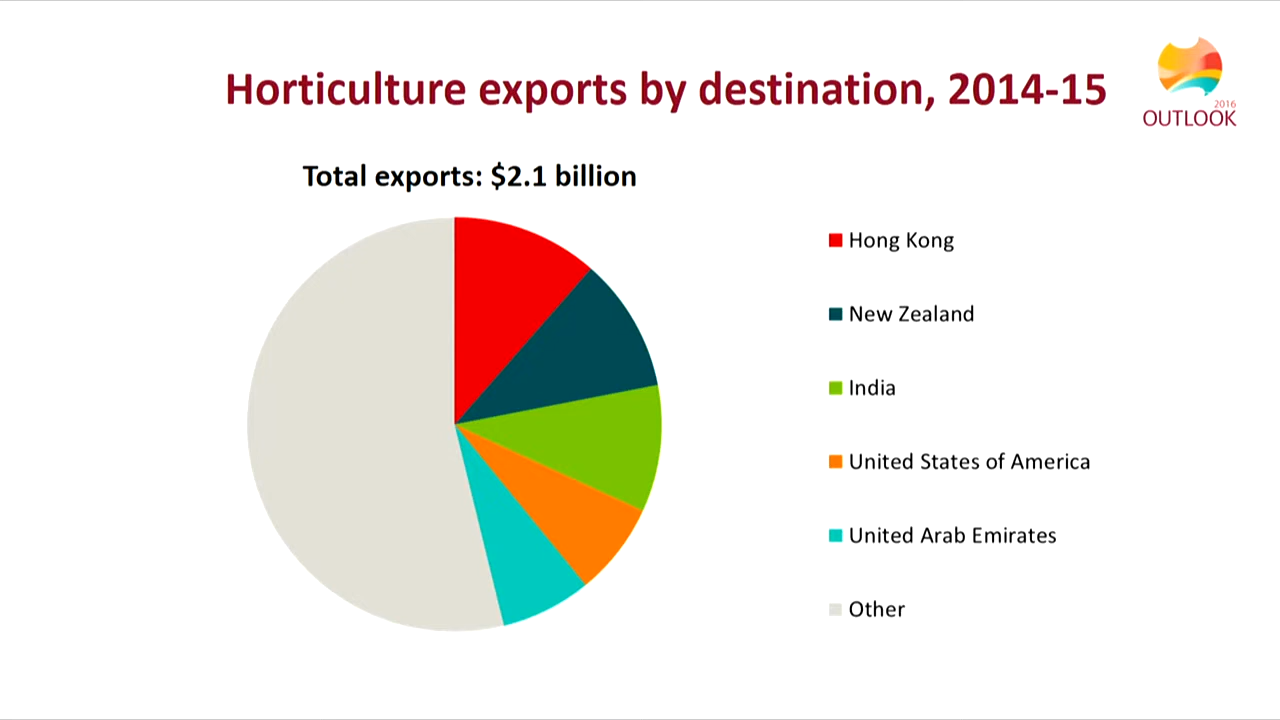 Horticulture exports by destination, 2014-15
2016
OUTLOOK
Total exports: $2.1 billion
Hong Kong
New Zealand
India
United States of America
United Arab Emirates
Other